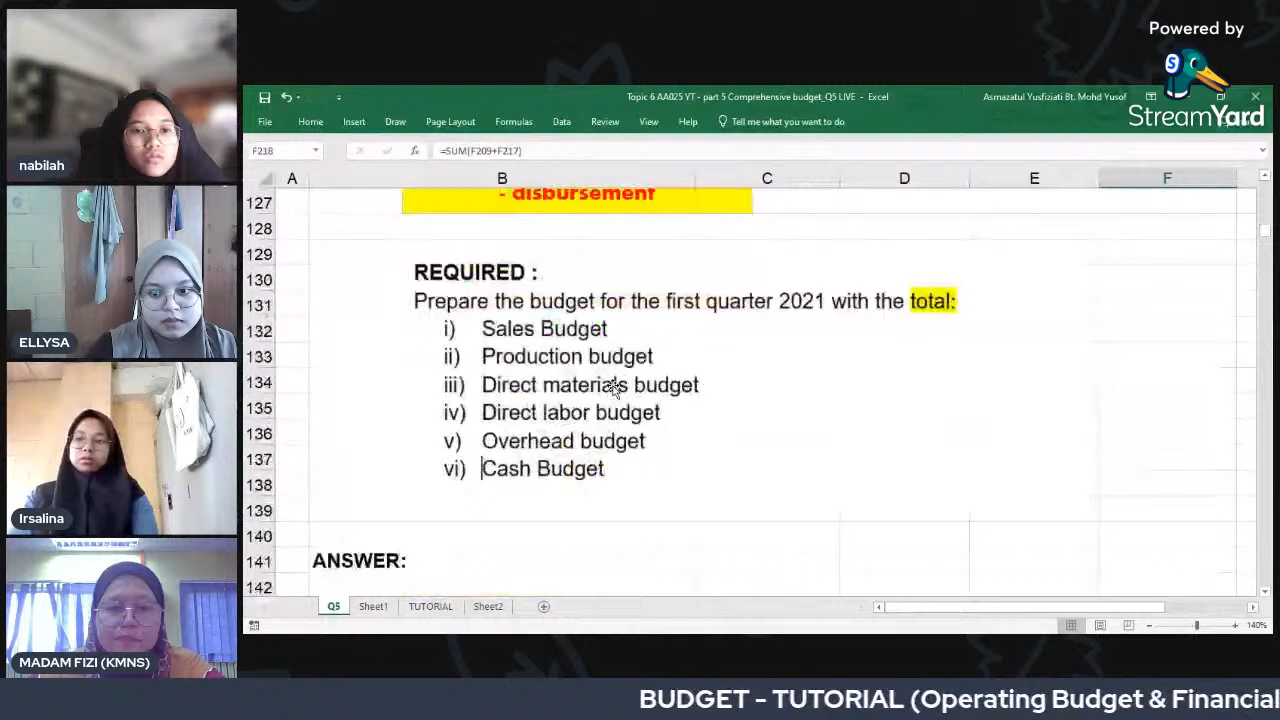 Powered by
StreamYard
nabilah
ELLYSA
Irsalina
MADAM FIZI (KMNS)
Topic 6 AA025 YT - part 5 Comprehensive budget_Q5 LIVE - Excel
Asmazatul Yusfiziati Bt. Mohd Yusof
File Home Insert Draw Page Layout Formulas Data Review View Help Tell me what you want to do
F218 fx =SUM(F209+F217)
A B C D E F
127 - disbursement
128
129
130 REQUIRED :
131 Prepare the budget for the first quarter 2021 with the total:
132 i) Sales Budget
133 ii) Production budget
134 iii) Direct materials budget
135 iv) Direct labor budget
136 v) Overhead budget
137 vi) Cash Budget
138
139
140
141 ANSWER:
142
Q5 Sheet1 TUTORIAL Sheet2
140%
BUDGET - TUTORIAL (Operating Budget & Financial